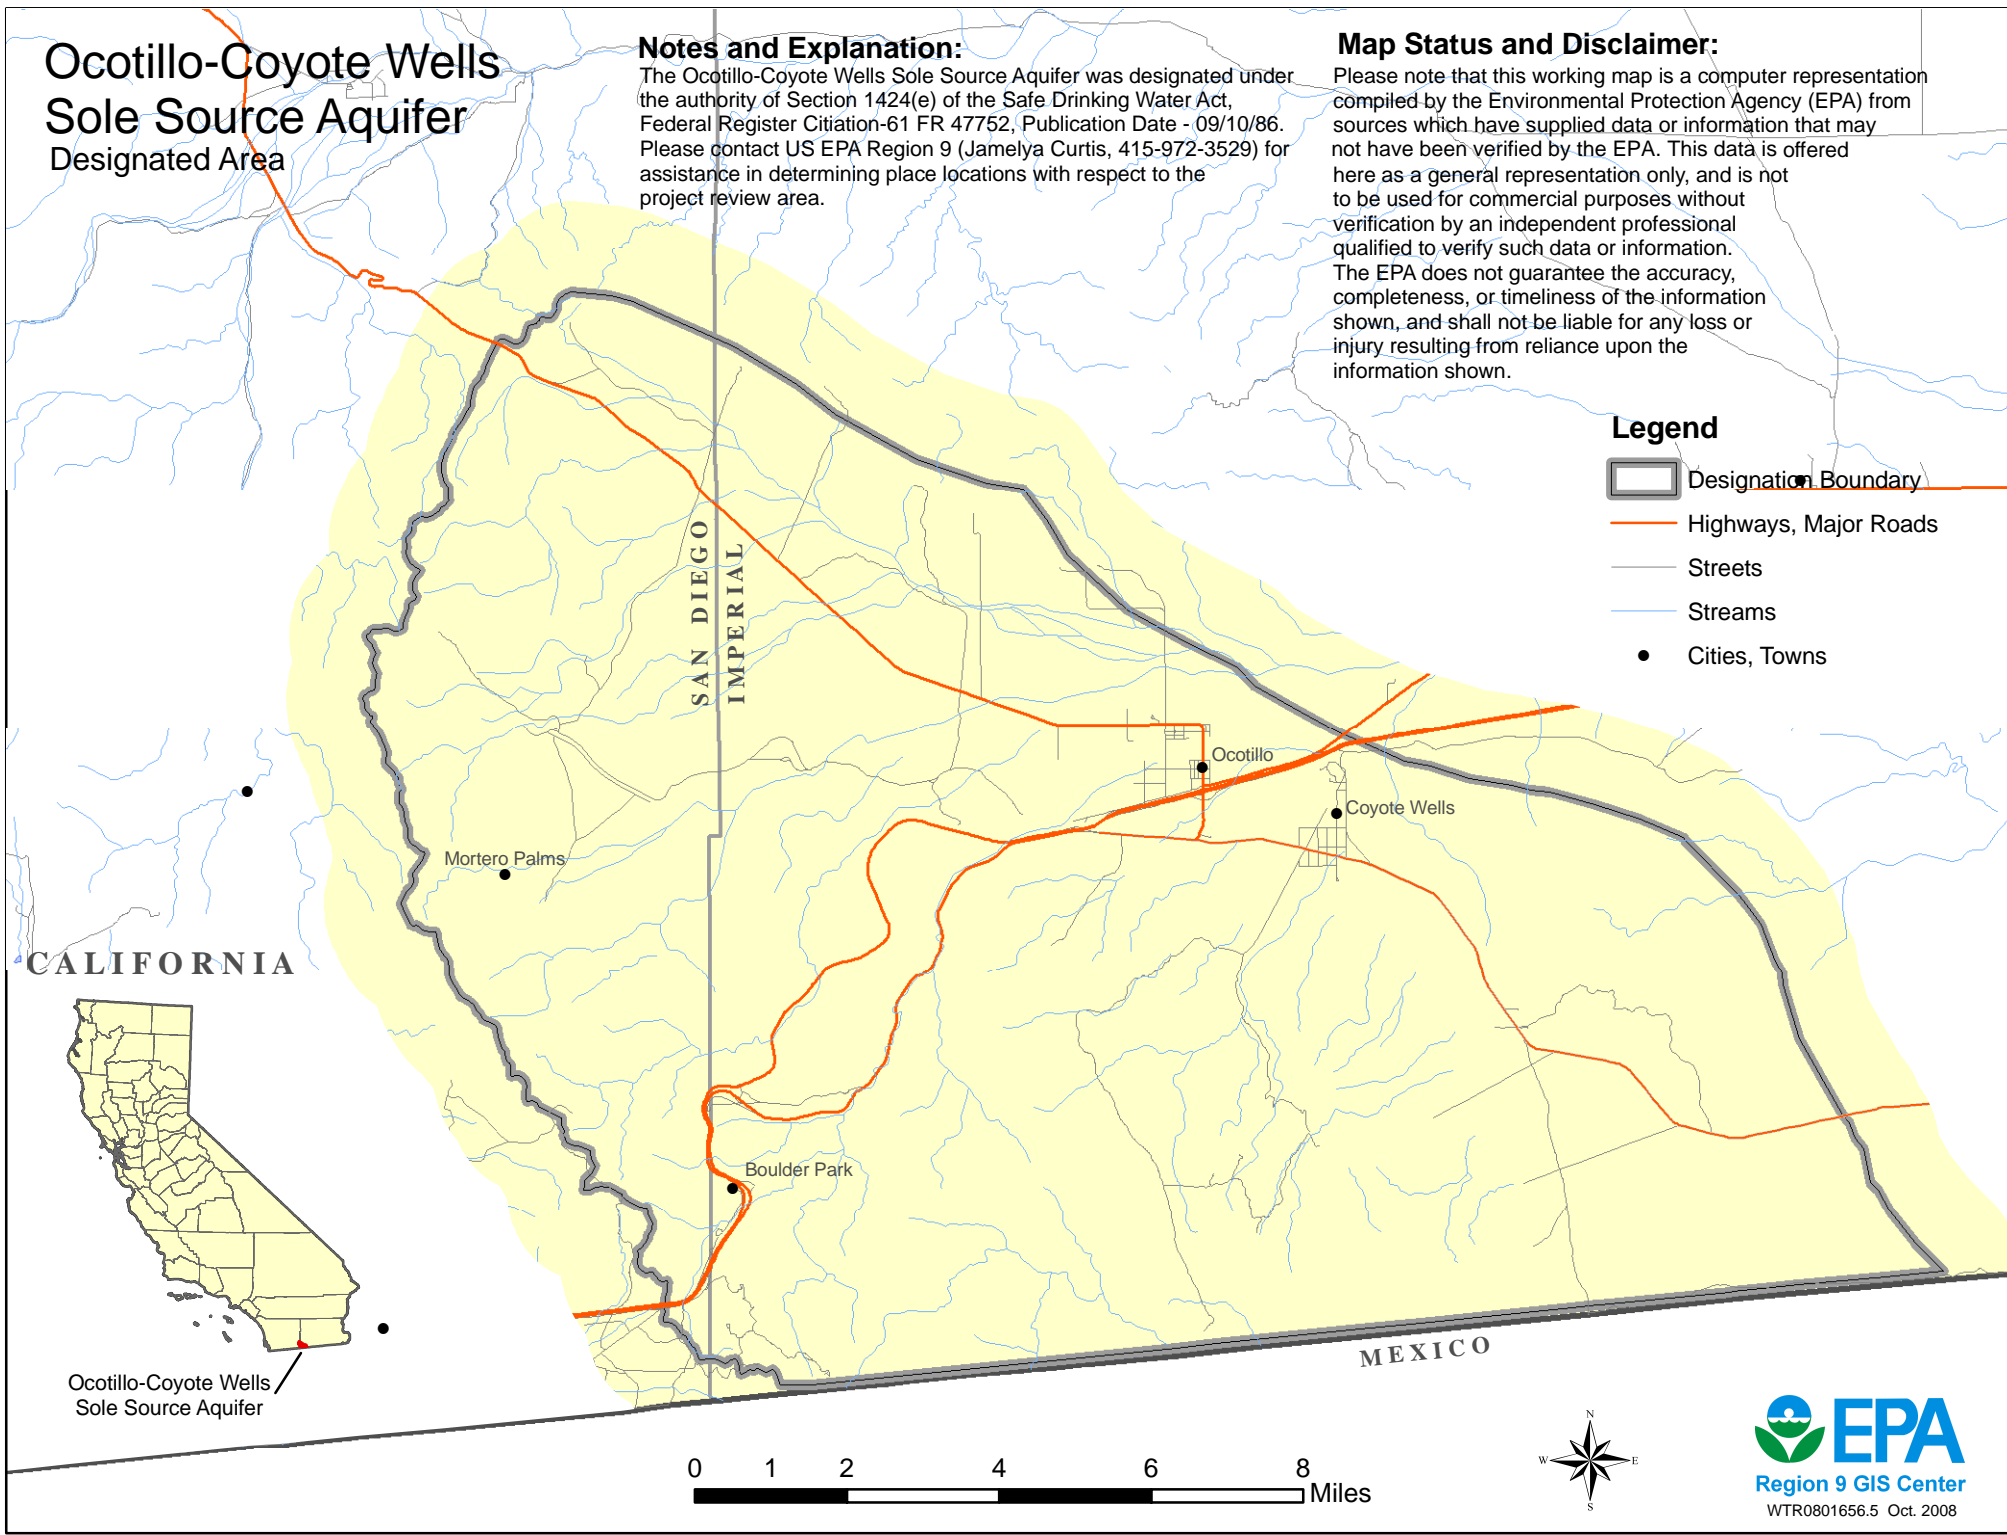 Ocotillo-Coyote Wells
Sole Source Aquifer
Designated Area
Notes and Explanation:
The Ocotillo-Coyote Wells Sole Source Aquifer was designated under
the authority of Section 1424(e) of the Safe Drinking Water Act,
Federal Register Citiation-61 FR 47752, Publication Date - 09/10/86.
Please contact US EPA Region 9 (Jamelya Curtis, 415-972-3529) for
assistance in determining place locations with respect to the
project review area.
Map Status and Disclaimer:
Please note that this working map is a computer representation
compiled by the Environmental Protection Agency (EPA) from
sources which have supplied data or information that may
not have been verified by the EPA. This data is offered
here as a general representation only, and is not
to be used for commercial purposes without
verification by an independent professional
qualified to verify such data or information.
The EPA does not guarantee the accuracy,
completeness, or timeliness of the information
shown, and shall not be liable for any loss or
injury resulting from reliance upon the
information shown.
Legend
Designation Boundary
Highways, Major Roads
Streets
Streams
Cities, Towns
SAN DIEGO
IMPERIAL
Ocotillo
Coyote Wells
Mortero Palms
Boulder Park
CALIFORNIA
Ocotillo-Coyote Wells
Sole Source Aquifer
MEXICO
0 1 2 4 6 8
Miles
N
W E
S
EPA
Region 9 GIS Center
WTR0801656.5 Oct. 2008